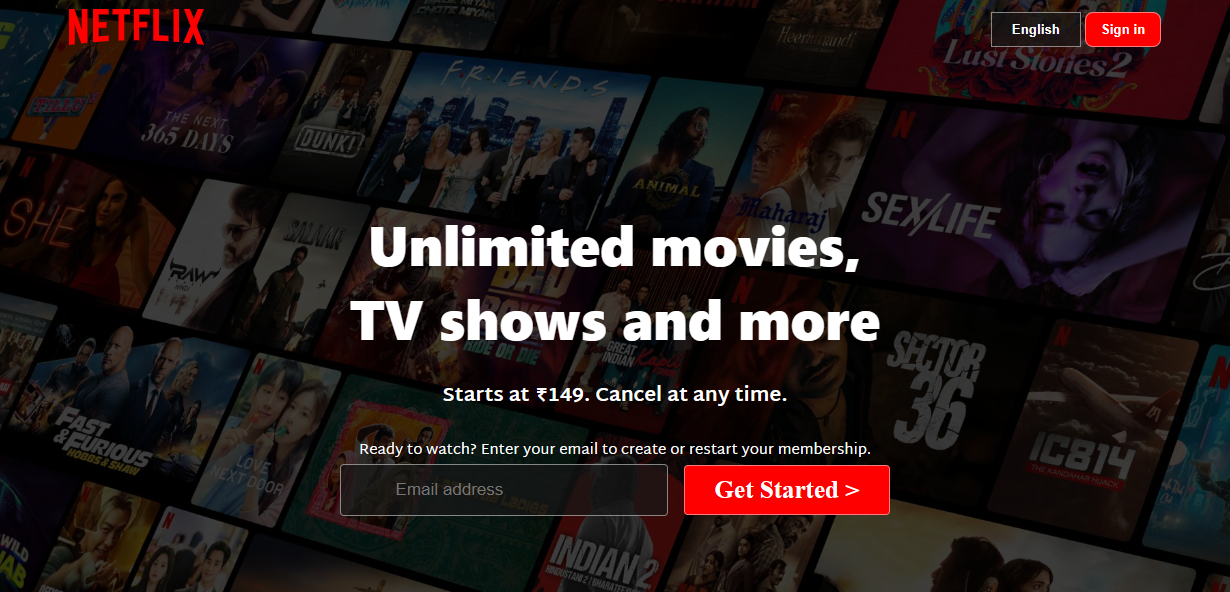 NETFLIX
English
Sign in
Heeramandi
Lust Stories 2
F·R·I·E·N·D·S
THE NEXT
365 DAYS
DUNKI
ANIMAL
Maharaj
SEX/LIFE
SHE
RAW
HINDI
SALAAR
Unlimited movies,
TV shows and more
BAD
RIDE OR DIE
GREAT
INDIAN Kapil
SECTOR
36
Starts at ₹149. Cancel at any time.
FAST
& FURIOUS
HOBBS & SHAW
LOVE
NEXT DOOR
IC814
THE KANDAHAR HIJACK
Ready to watch? Enter your email to create or restart your membership.
Email address
Get Started >
WILD
INDIAN 2